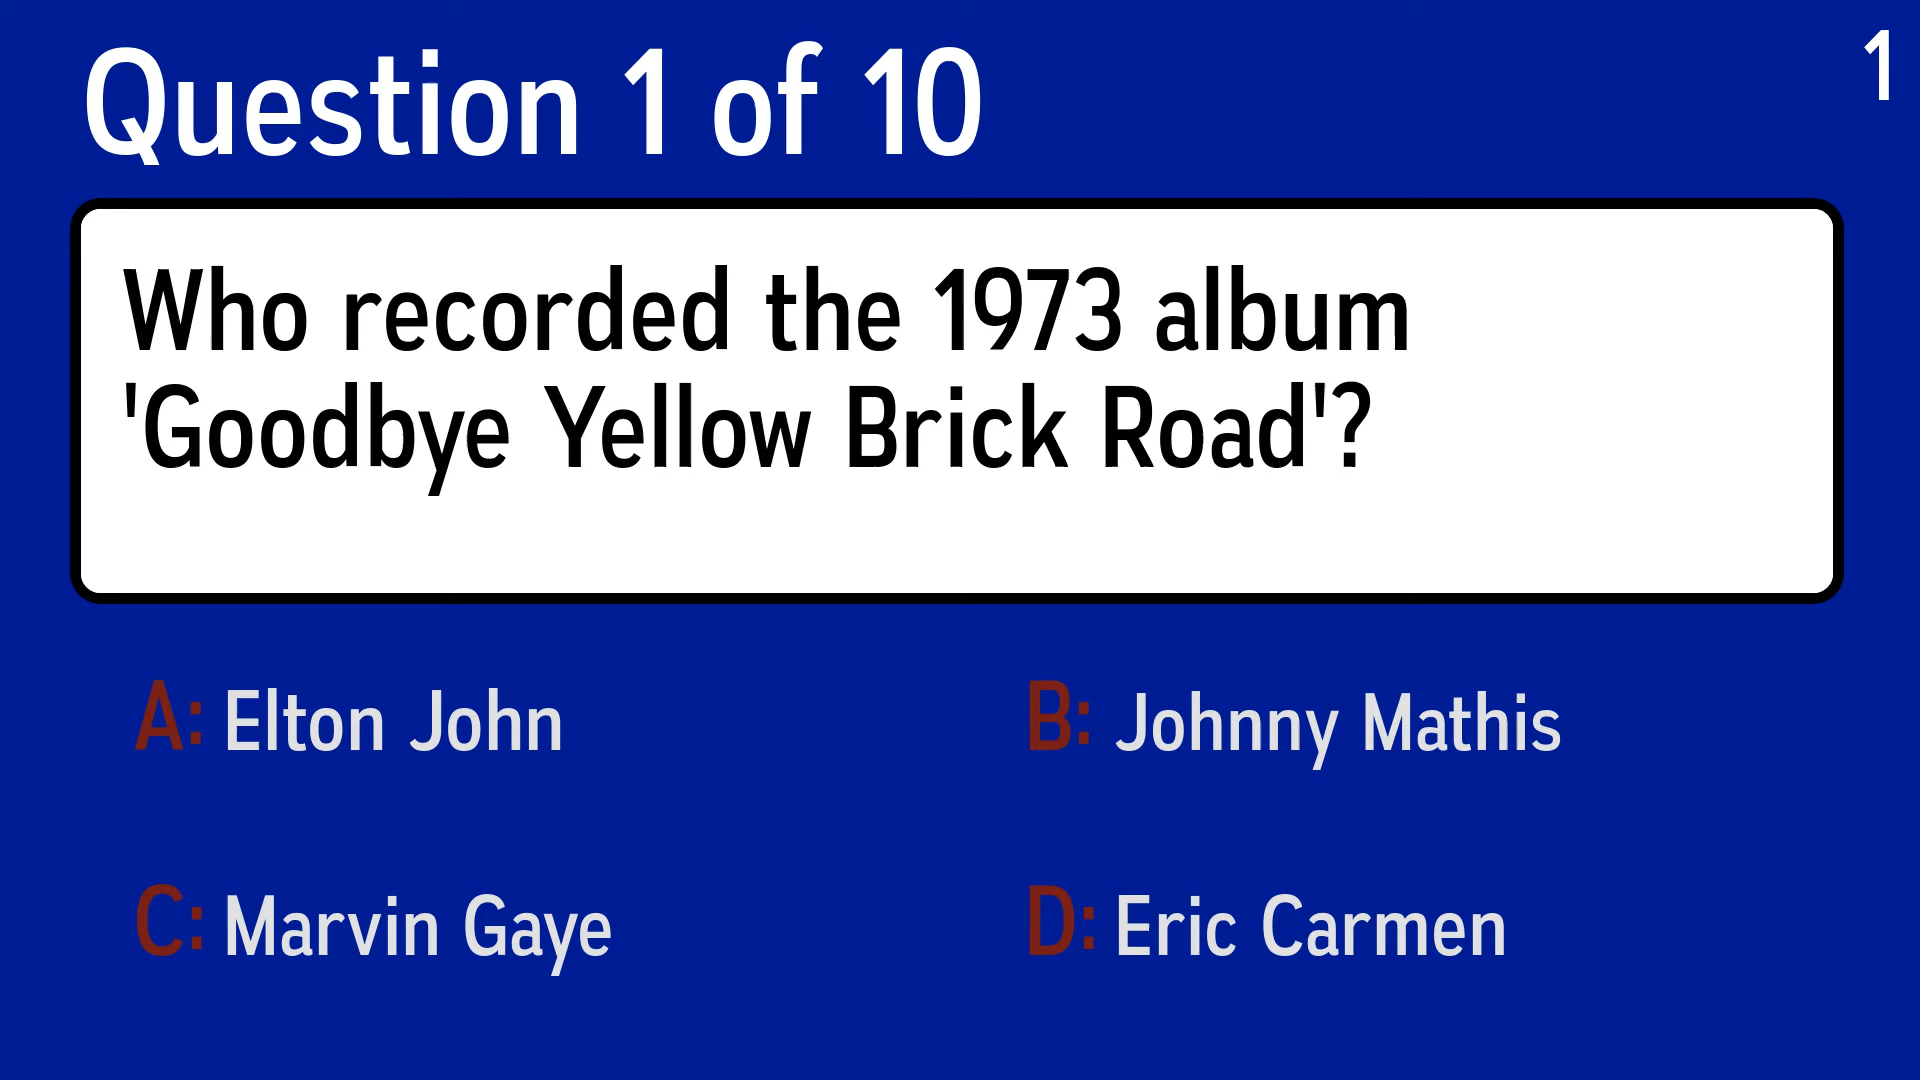 Question 1 of 10
1
Who recorded the 1973 album
'Goodbye Yellow Brick Road'?
A: Elton John
B: Johnny Mathis
C: Marvin Gaye
D: Eric Carmen